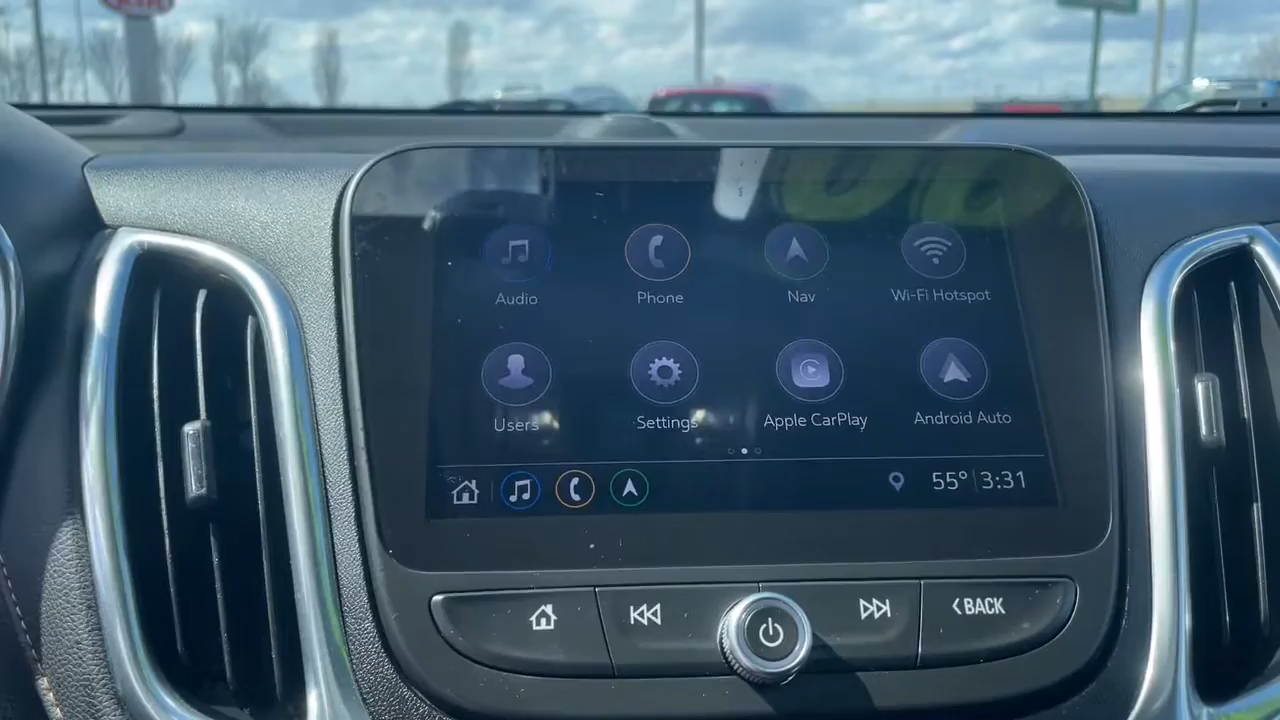 Audio Phone Nav Wi-Fi Hotspot
Users Settings Apple CarPlay Android Auto
55° 3:31
BACK